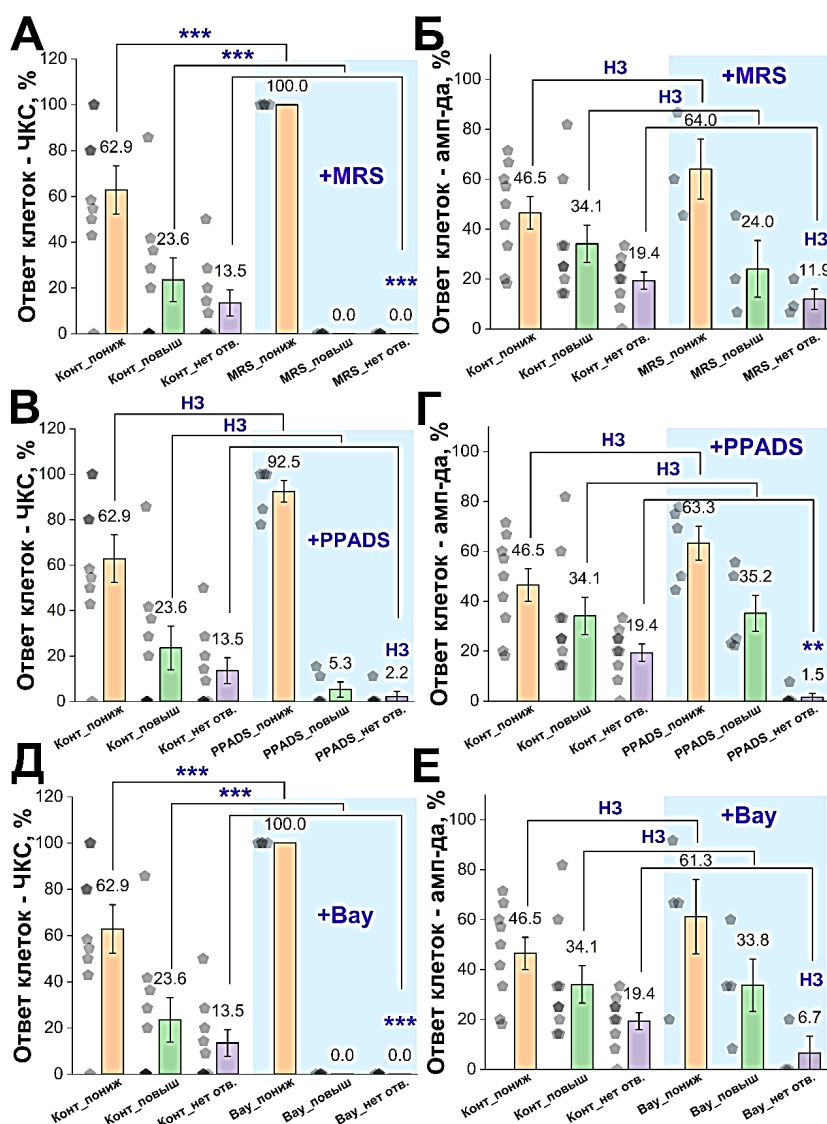 А
Ответ клеток - ЧКС, %
120
100
80
60
40
20
0
***
***
***
62.9
23.6
13.5
100.0
0.0
0.0
+MRS
Конт_пониж
Конт_повыш
Конт_нет отв.
MRS_пониж
MRS_повыш
MRS_нет отв.
Б
Ответ клеток - амп-да, %
100
80
60
40
20
0
НЗ
НЗ
НЗ
+MRS
46.5
34.1
19.4
64.0
24.0
11.9
Конт_пониж
Конт_повыш
Конт_нет отв.
MRS_пониж
MRS_повыш
MRS_нет отв.
В
Ответ клеток - ЧКС, %
120
100
80
60
40
20
0
НЗ
НЗ
НЗ
+PPADS
62.9
23.6
13.5
92.5
5.3
2.2
Конт_пониж
Конт_повыш
Конт_нет отв.
PPADS_пониж
PPADS_повыш
PPADS_нет отв.
Г
Ответ клеток - амп-да, %
100
80
60
40
20
0
НЗ
НЗ
**
+PPADS
46.5
34.1
19.4
63.3
35.2
1.5
Конт_пониж
Конт_повыш
Конт_нет отв.
PPADS_пониж
PPADS_повыш
PPADS_нет отв.
Д
Ответ клеток - ЧКС, %
120
100
80
60
40
20
0
***
***
***
+Bay
62.9
23.6
13.5
100.0
0.0
0.0
Конт_пониж
Конт_повыш
Конт_нет отв.
Bay_пониж
Bay_повыш
Bay_нет отв.
Е
Ответ клеток - амп-да, %
100
80
60
40
20
0
НЗ
НЗ
НЗ
+Bay
46.5
34.1
19.4
61.3
33.8
6.7
Конт_пониж
Конт_повыш
Конт_нет отв.
Bay_пониж
Bay_повыш
Bay_нет отв.